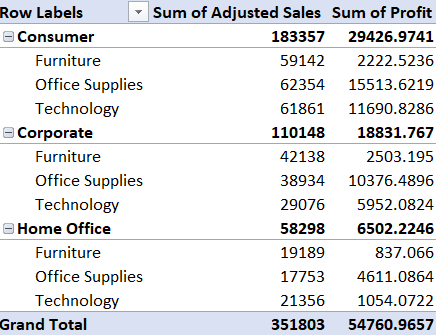 Row Labels Sum of Adjusted Sales Sum of Profit
Consumer 183357 29426.9741
Furniture 59142 2222.5236
Office Supplies 62354 15513.6219
Technology 61861 11690.8286
Corporate 110148 18831.767
Furniture 42138 2503.195
Office Supplies 38934 10376.4896
Technology 29076 5952.0824
Home Office 58298 6502.2246
Furniture 19189 837.066
Office Supplies 17753 4611.0864
Technology 21356 1054.0722
Grand Total 351803 54760.9657